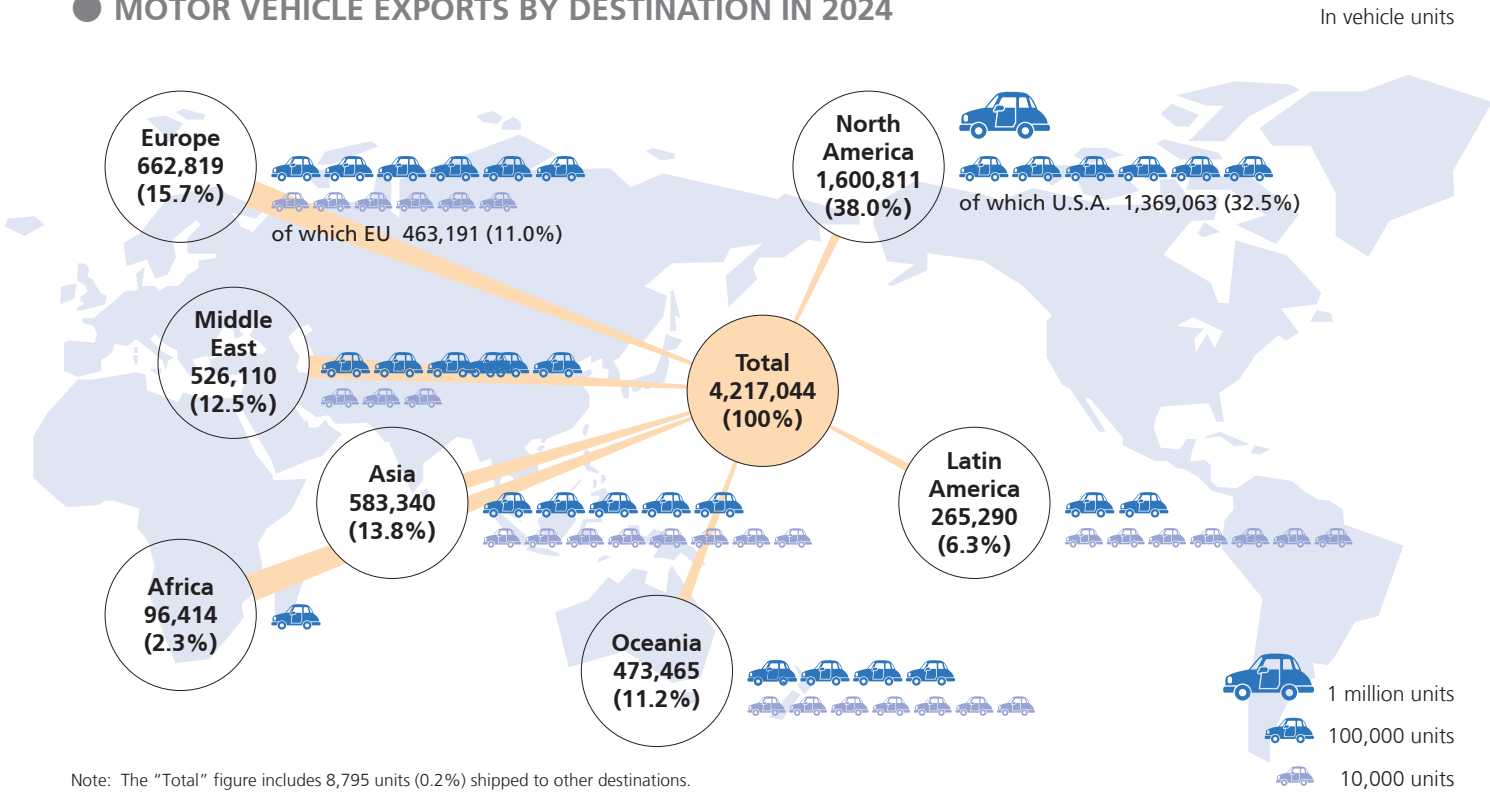 MOTOR VEHICLE EXPORTS BY DESTINATION IN 2024
In vehicle units
Europe
662,819
(15.7%)
of which EU 463,191 (11.0%)
North
America
1,600,811
(38.0%)
of which U.S.A. 1,369,063 (32.5%)
Middle
East
526,110
(12.5%)
Total
4,217,044
(100%)
Asia
583,340
(13.8%)
Latin
America
265,290
(6.3%)
Africa
96,414
(2.3%)
Oceania
473,465
(11.2%)
1 million units
100,000 units
10,000 units
Note: The “Total” figure includes 8,795 units (0.2%) shipped to other destinations.